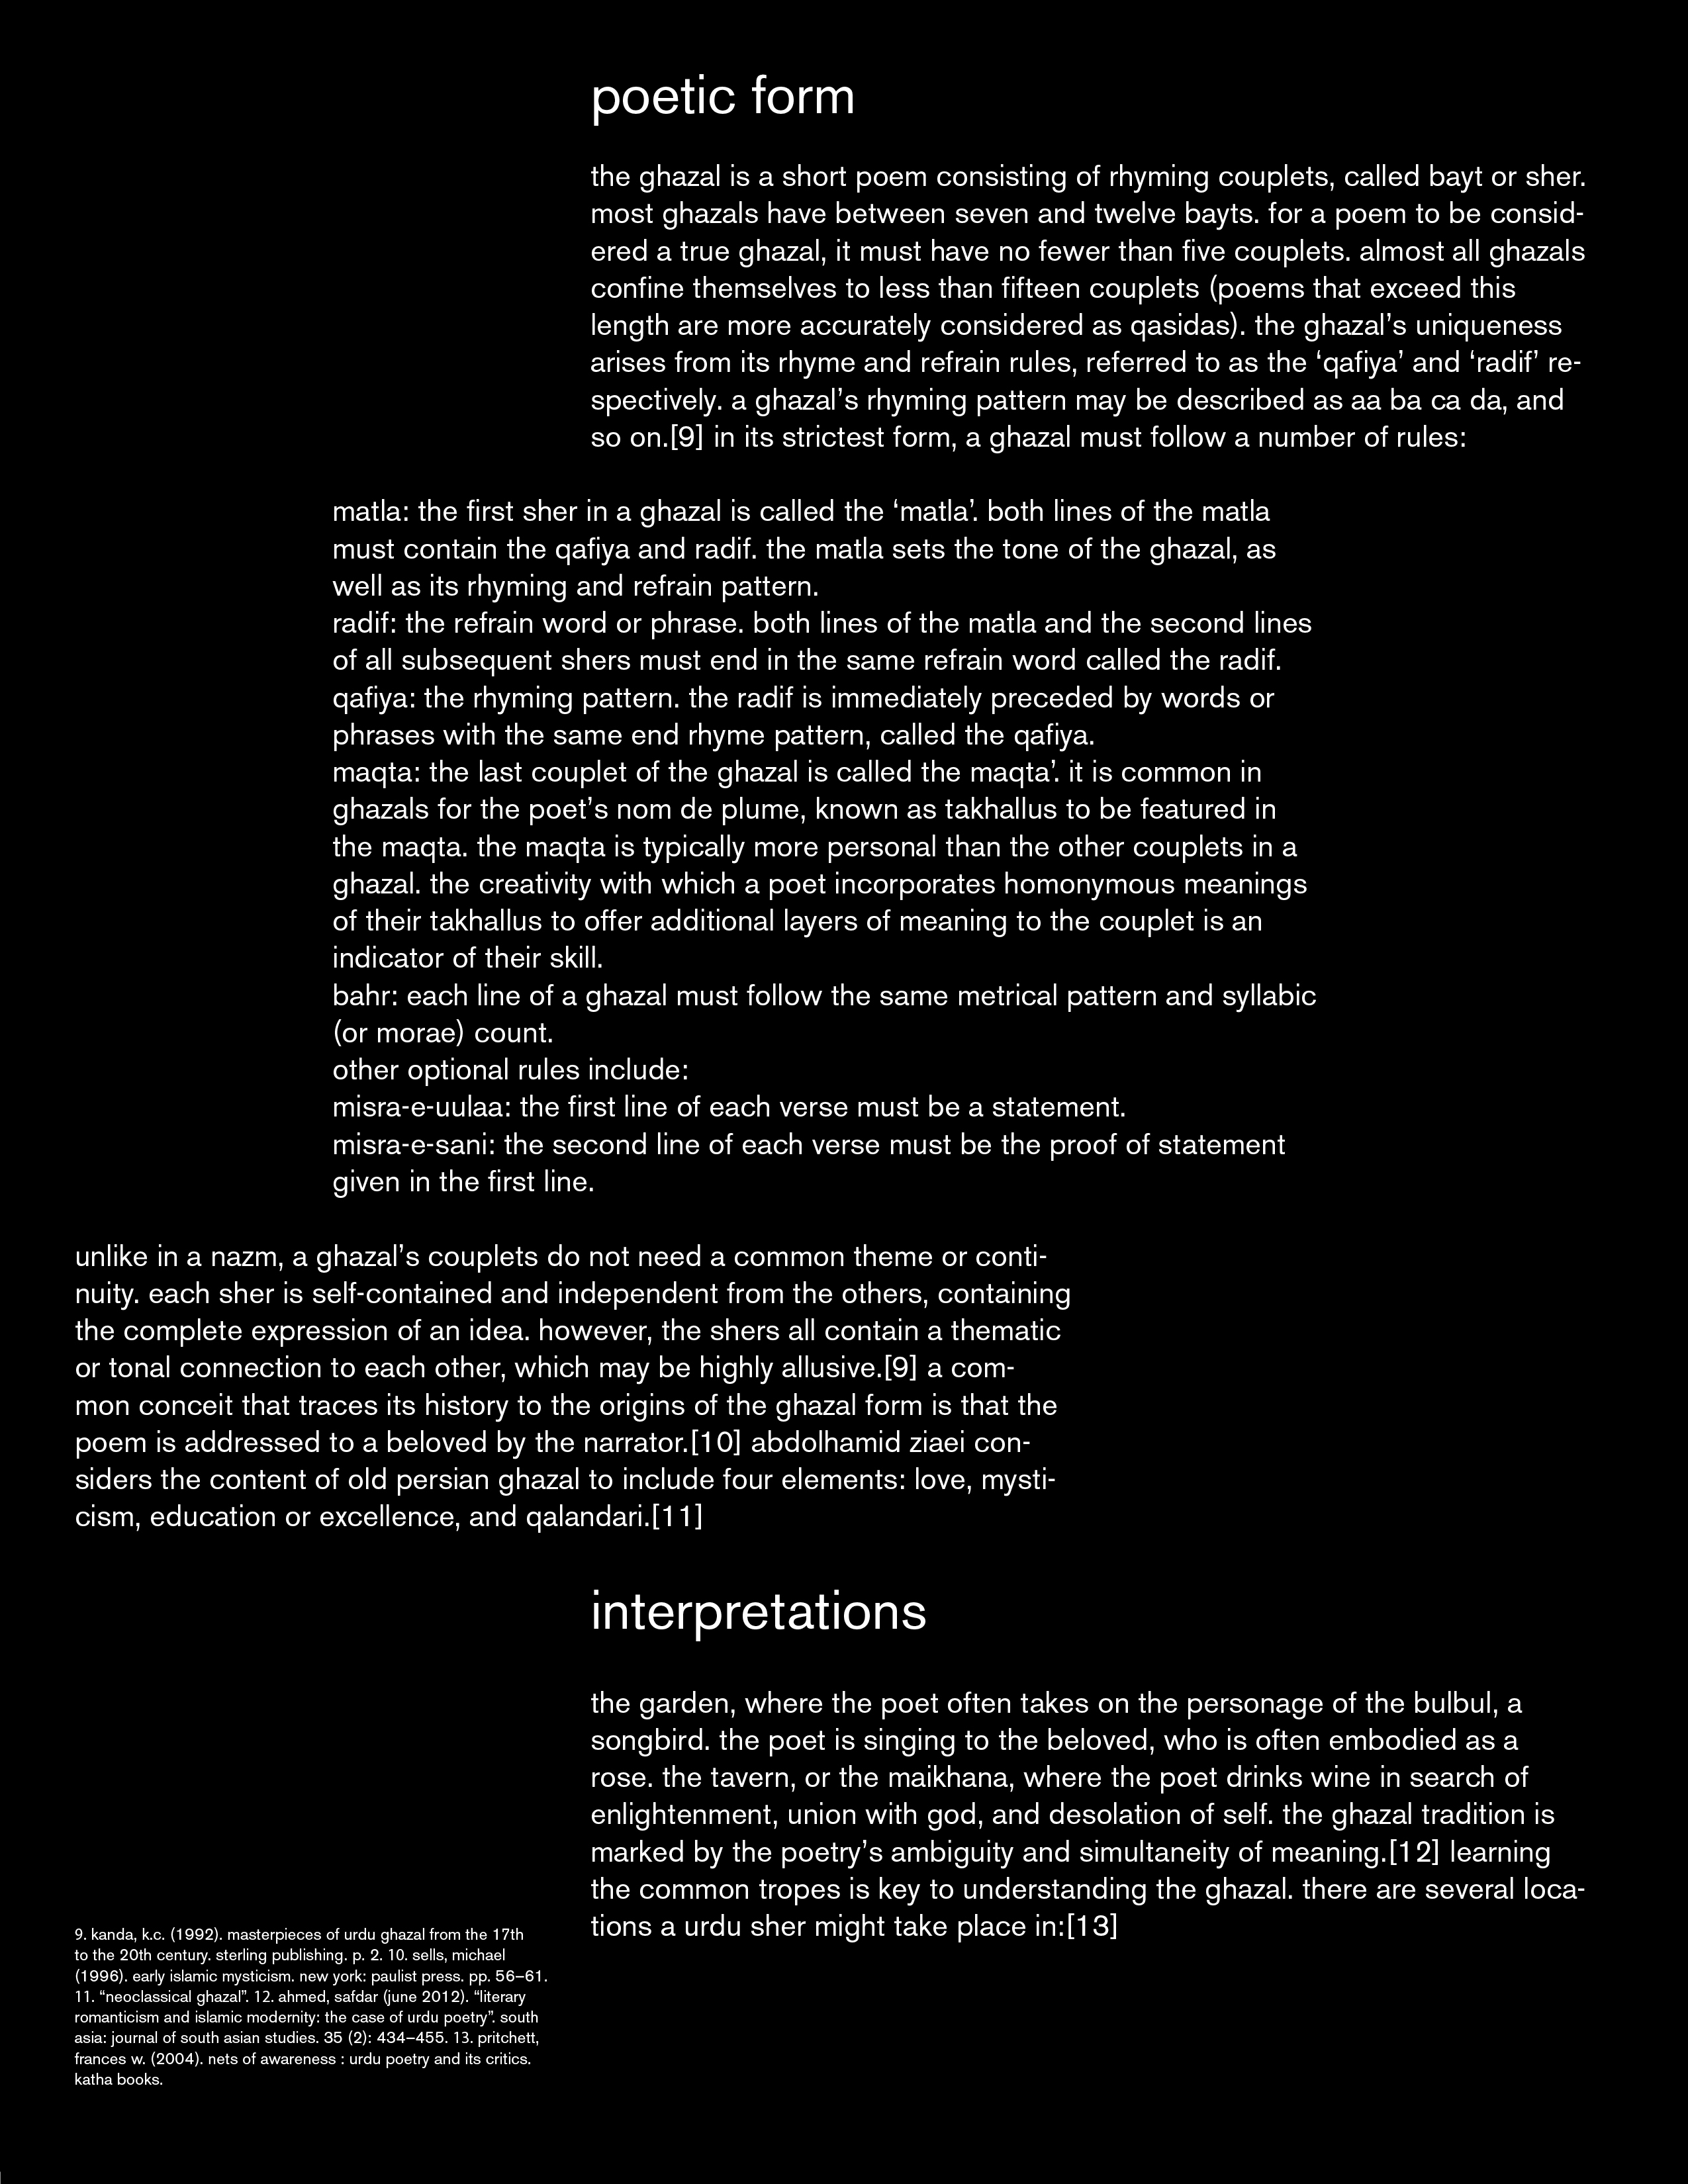 poetic form
the ghazal is a short poem consisting of rhyming couplets, called bayt or sher.
most ghazals have between seven and twelve bayts. for a poem to be consid-
ered a true ghazal, it must have no fewer than five couplets. almost all ghazals
confine themselves to less than fifteen couplets (poems that exceed this
length are more accurately considered as qasidas). the ghazal’s uniqueness
arises from its rhyme and refrain rules, referred to as the ‘qafiya’ and ‘radif’ re-
spectively. a ghazal’s rhyming pattern may be described as aa ba ca da, and
so on.[9] in its strictest form, a ghazal must follow a number of rules:
matla: the first sher in a ghazal is called the ‘matla’. both lines of the matla
must contain the qafiya and radif. the matla sets the tone of the ghazal, as
well as its rhyming and refrain pattern.
radif: the refrain word or phrase. both lines of the matla and the second lines
of all subsequent shers must end in the same refrain word called the radif.
qafiya: the rhyming pattern. the radif is immediately preceded by words or
phrases with the same end rhyme pattern, called the qafiya.
maqta: the last couplet of the ghazal is called the maqta’. it is common in
ghazals for the poet’s nom de plume, known as takhallus to be featured in
the maqta. the maqta is typically more personal than the other couplets in a
ghazal. the creativity with which a poet incorporates homonymous meanings
of their takhallus to offer additional layers of meaning to the couplet is an
indicator of their skill.
bahr: each line of a ghazal must follow the same metrical pattern and syllabic
(or morae) count.
other optional rules include:
misra-e-uulaa: the first line of each verse must be a statement.
misra-e-sani: the second line of each verse must be the proof of statement
given in the first line.
unlike in a nazm, a ghazal’s couplets do not need a common theme or conti-
nuity. each sher is self-contained and independent from the others, containing
the complete expression of an idea. however, the shers all contain a thematic
or tonal connection to each other, which may be highly allusive.[9] a com-
mon conceit that traces its history to the origins of the ghazal form is that the
poem is addressed to a beloved by the narrator.[10] abdolhamid ziaei con-
siders the content of old persian ghazal to include four elements: love, mysti-
cism, education or excellence, and qalandari.[11]
interpretations
the garden, where the poet often takes on the personage of the bulbul, a
songbird. the poet is singing to the beloved, who is often embodied as a
rose. the tavern, or the maikhana, where the poet drinks wine in search of
enlightenment, union with god, and desolation of self. the ghazal tradition is
marked by the poetry’s ambiguity and simultaneity of meaning.[12] learning
the common tropes is key to understanding the ghazal. there are several loca-
tions a urdu sher might take place in:[13]
9. kanda, k.c. (1992). masterpieces of urdu ghazal from the 17th
to the 20th century. sterling publishing. p. 2. 10. sells, michael
(1996). early islamic mysticism. new york: paulist press. pp. 56–61.
11. “neoclassical ghazal”. 12. ahmed, safdar (june 2012). “literary
romanticism and islamic modernity: the case of urdu poetry”. south
asia: journal of south asian studies. 35 (2): 434–455. 13. pritchett,
frances w. (2004). nets of awareness : urdu poetry and its critics.
katha books.